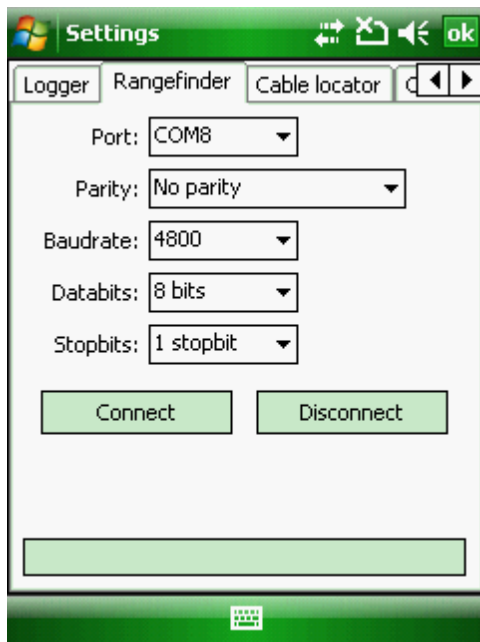 Settings ok
Logger Rangefinder Cable locator
Port: COM8
Parity: No parity
Baudrate: 4800
Databits: 8 bits
Stopbits: 1 stopbit
Connect Disconnect